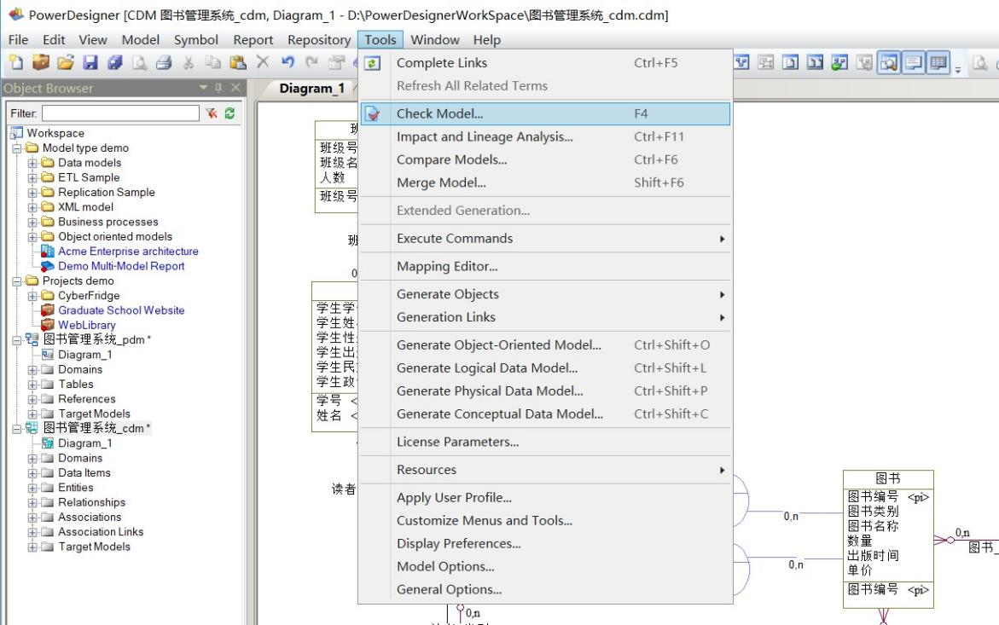 PowerDesigner [CDM 图书管理系统_cdm, Diagram_1 - D:\PowerDesignerWorkSpace\图书管理系统_cdm.cdm]
File Edit View Model Symbol Report Repository Tools Window Help
Object Browser
Filter:
Workspace
Model type demo
Data models
ETL Sample
Replication Sample
XML model
Business processes
Object oriented models
Acme Enterprise architecture
Demo Multi-Model Report
Projects demo
CyberFridge
Graduate School Website
WebLibrary
图书管理系统_pdm *
Diagram_1
Domains
Tables
References
Target Models
图书管理系统_cdm *
Diagram_1
Domains
Data Items
Entities
Relationships
Associations
Association Links
Target Models
Diagram_1
班级号
班级名
人数
班级号
班
0
学生学
学生姓
学生性
学生出
学生民
学生政
学号 <
姓名 <
读者
Complete Links Ctrl+F5
Refresh All Related Terms
Check Model... F4
Impact and Lineage Analysis... Ctrl+F11
Compare Models... Ctrl+F6
Merge Model... Shift+F6
Extended Generation...
Execute Commands
Mapping Editor...
Generate Objects
Generation Links
Generate Object-Oriented Model... Ctrl+Shift+O
Generate Logical Data Model... Ctrl+Shift+L
Generate Physical Data Model... Ctrl+Shift+P
Generate Conceptual Data Model... Ctrl+Shift+C
License Parameters...
Resources
Apply User Profile...
Customize Menus and Tools...
Display Preferences...
Model Options...
General Options...
0,n
0,n
0,n
图书
图书编号 <pi>
图书类别
图书名称
数量
出版时间
单价
图书编号 <pi>
0,n
图书_